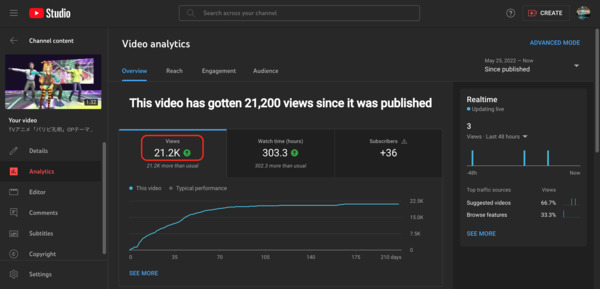 Studio
Search across your channel
CREATE
Channel content
Video analytics
ADVANCED MODE
May 25, 2022 – Now
Since published
Overview
Reach
Engagement
Audience
1:32
Your video
TVアニメ「パリピ孔明」OPテーマ...
Details
Analytics
Editor
Comments
Subtitles
Copyright
Settings
This video has gotten 21,200 views since it was published
Views
21.2K
21.2K more than usual
Watch time (hours)
303.3
302.3 more than usual
Subscribers
+36
This video
Typical performance
22.5K
15.0K
7.5K
0
0
35
70
105
140
175
210 days
SEE MORE
Realtime
Updating live
3
Views · Last 48 hours
-48h
Now
Top traffic sources
Views
Suggested videos
66.7%
Browse features
33.3%
SEE MORE